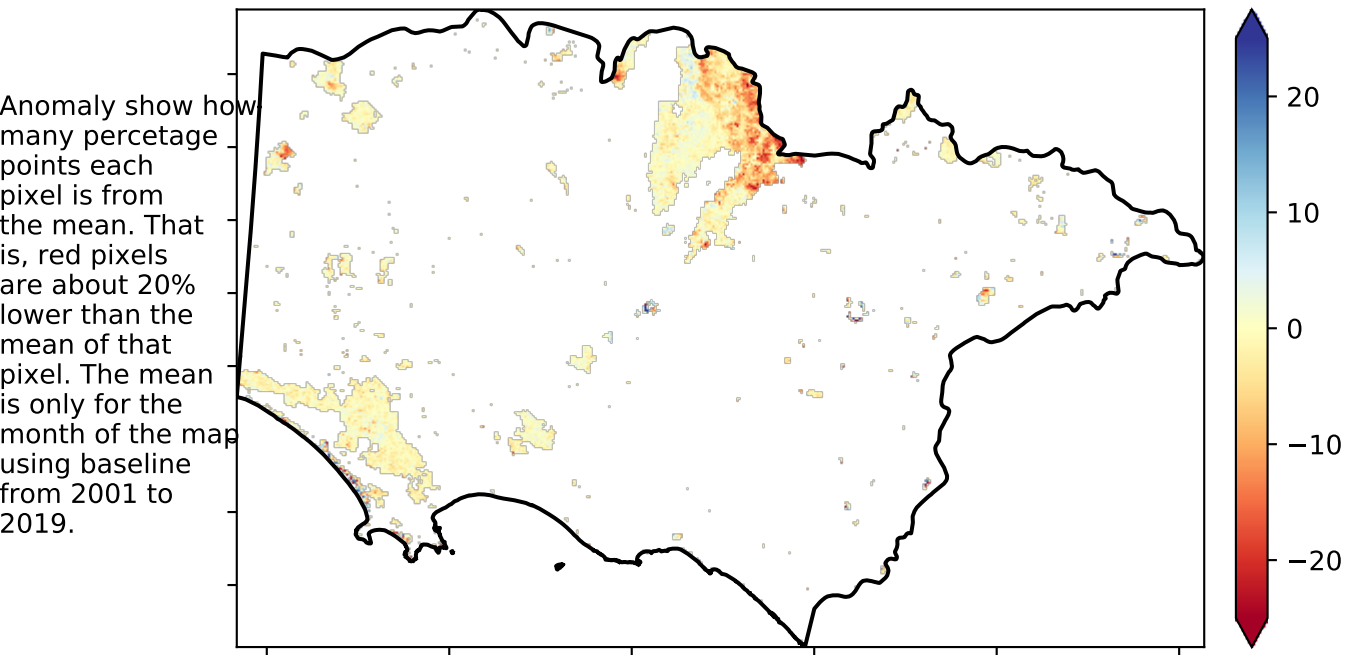 Anomaly show how
many percetage
points each
pixel is from
the mean. That
is, red pixels
are about 20%
lower than the
mean of that
pixel. The mean
is only for the
month of the map
using baseline
from 2001 to
2019.
20
10
0
−10
−20